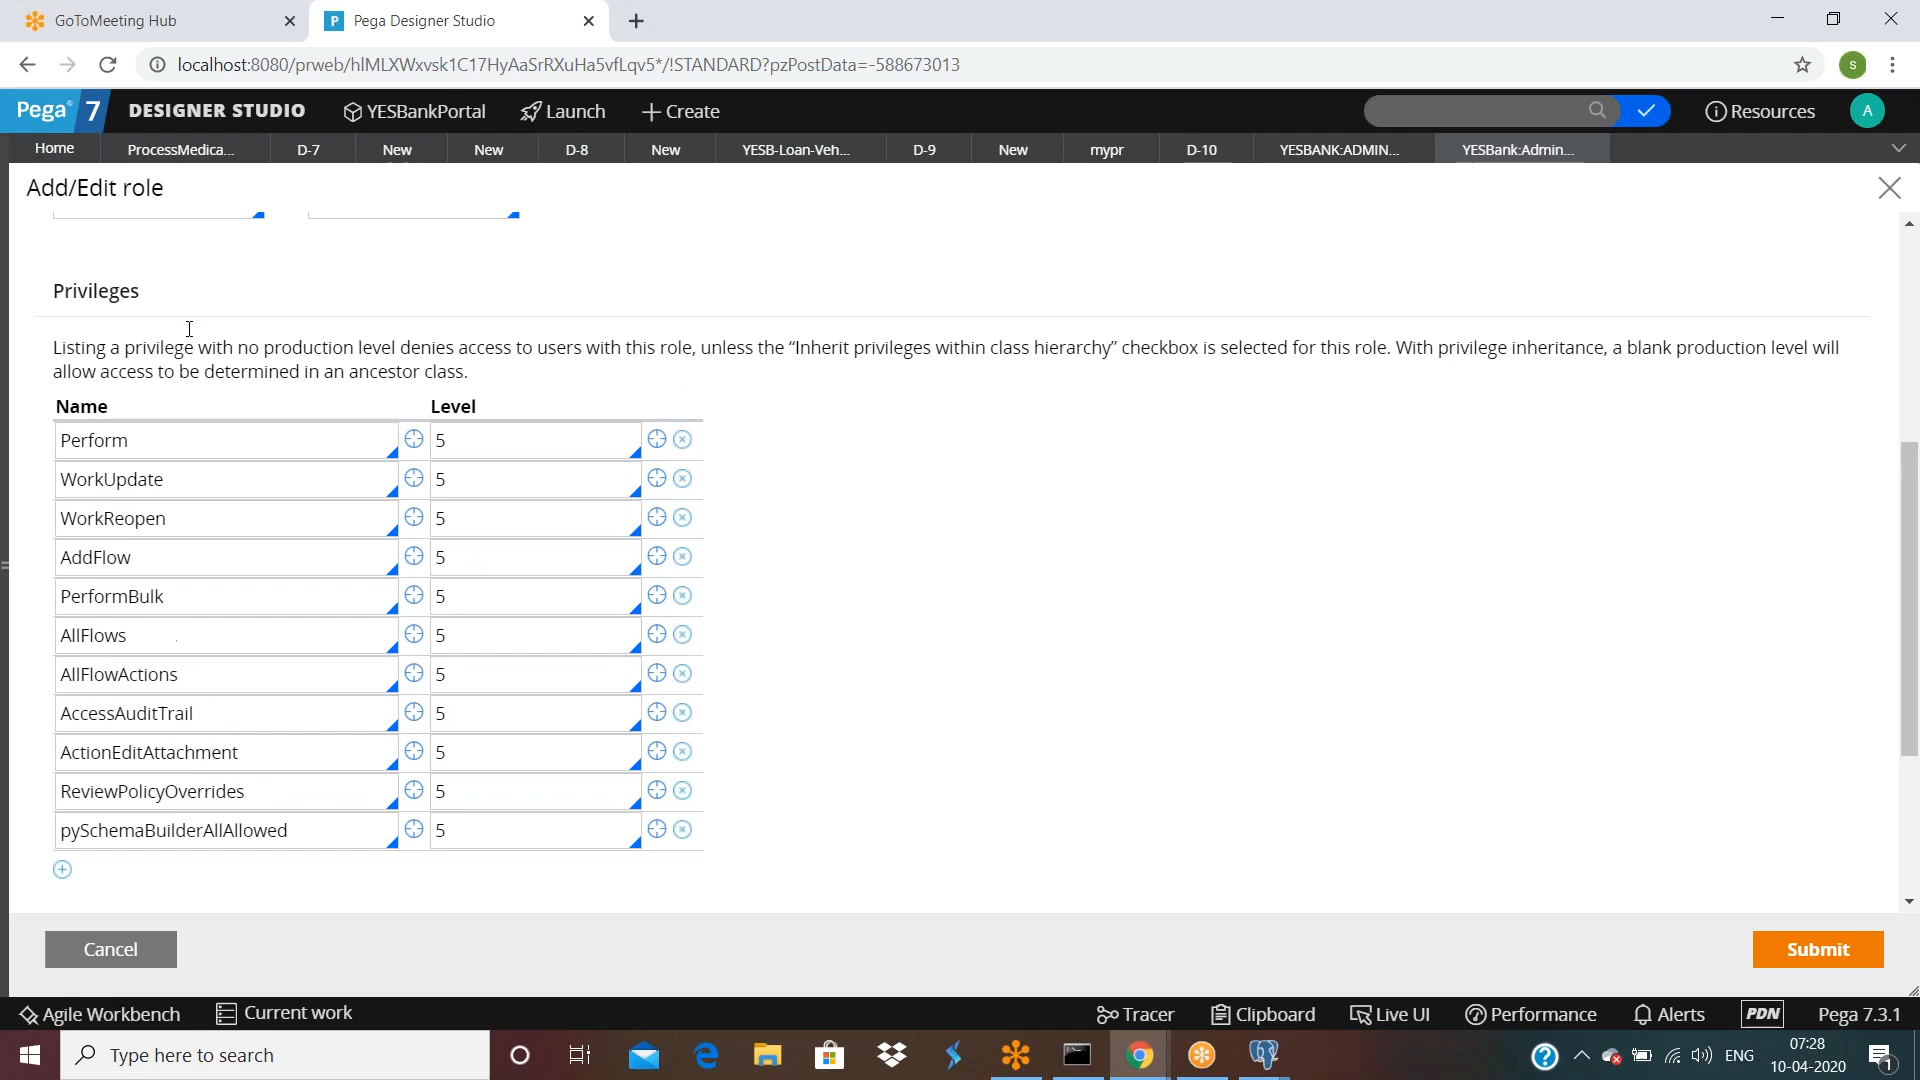 GoToMeeting Hub
P Pega Designer Studio
localhost:8080/prweb/hlMLXWxvsk1C17HyAaSrRXuHa5vfLqv5*/!STANDARD?pzPostData=-588673013
s
Pega 7 DESIGNER STUDIO YESBankPortal Launch Create Resources A
Home ProcessMedica... D-7 New New D-8 New YESB-Loan-Veh... D-9 New mypr D-10 YESBANK:ADMIN... YESBank:Admin...
Add/Edit role
Privileges
Listing a privilege with no production level denies access to users with this role, unless the “Inherit privileges within class hierarchy” checkbox is selected for this role. With privilege inheritance, a blank production level will
allow access to be determined in an ancestor class.
Name Level
Perform 5
WorkUpdate 5
WorkReopen 5
AddFlow 5
PerformBulk 5
AllFlows 5
AllFlowActions 5
AccessAuditTrail 5
ActionEditAttachment 5
ReviewPolicyOverrides 5
pySchemaBuilderAllAllowed 5
Cancel Submit
Agile Workbench Current work Tracer Clipboard Live UI Performance Alerts PDN Pega 7.3.1
Type here to search ENG 07:28
10-04-2020 1